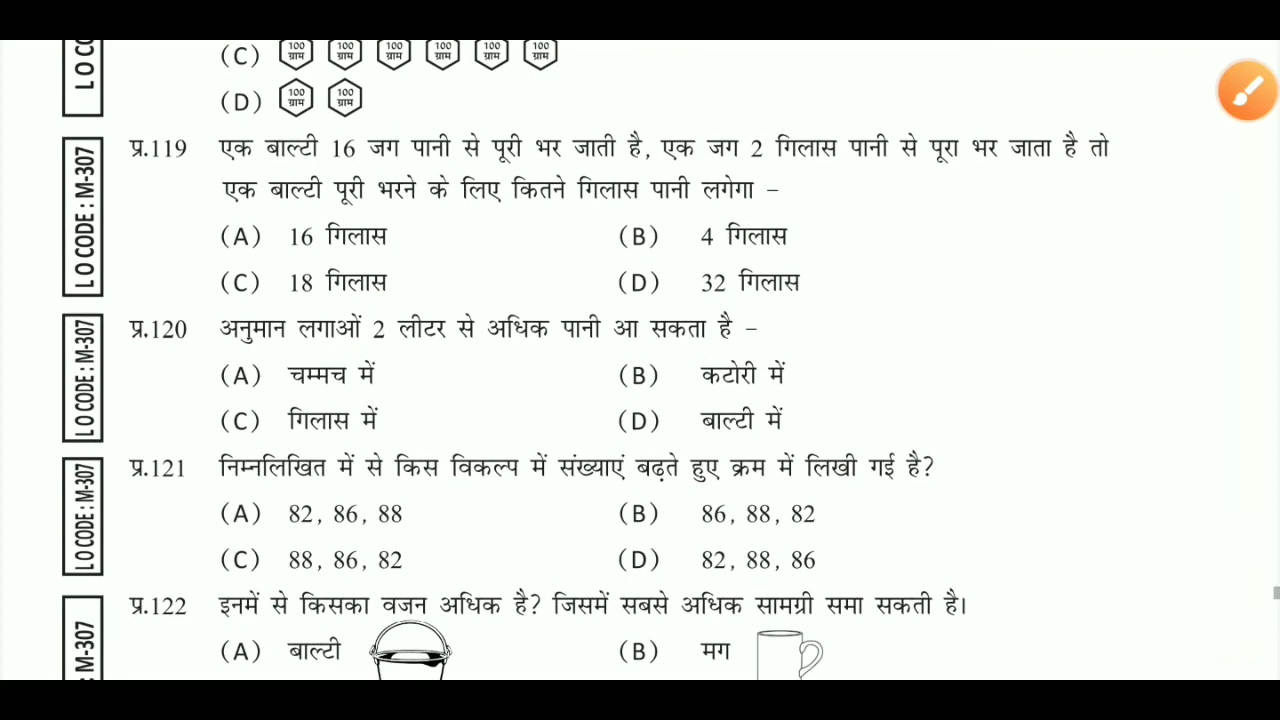 LO CO
(C) 100 ग्राम 100 ग्राम 100 ग्राम 100 ग्राम 100 ग्राम 100 ग्राम
(D) 100 ग्राम 100 ग्राम
LO CODE : M-307
प्र.119 एक बाल्टी 16 जग पानी से पूरी भर जाती है, एक जग 2 गिलास पानी से पूरा भर जाता है तो
एक बाल्टी पूरी भरने के लिए कितने गिलास पानी लगेगा –
(A) 16 गिलास (B) 4 गिलास
(C) 18 गिलास (D) 32 गिलास
LO CODE : M-307
प्र.120 अनुमान लगाओं 2 लीटर से अधिक पानी आ सकता है –
(A) चम्मच में (B) कटोरी में
(C) गिलास में (D) बाल्टी में
LO CODE : M-307
प्र.121 निम्नलिखित में से किस विकल्प में संख्याएं बढ़ते हुए क्रम में लिखी गई है?
(A) 82, 86, 88 (B) 86, 88, 82
(C) 88, 86, 82 (D) 82, 88, 86
: M-307
प्र.122 इनमें से किसका वजन अधिक है? जिसमें सबसे अधिक सामग्री समा सकती है।
(A) बाल्टी (B) मग